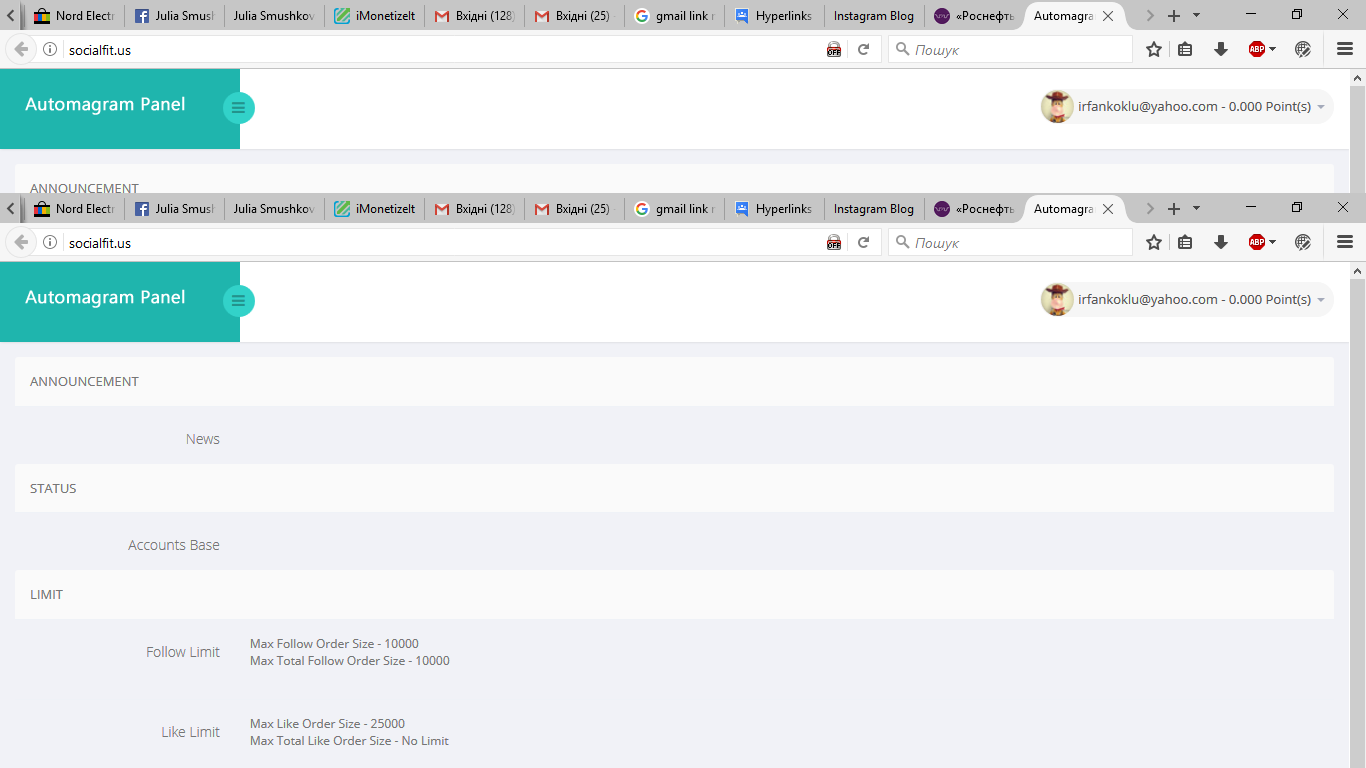 Nord Electr Julia Smush Julia Smushkov iMonetizeIt Вхідні (128) Вхідні (25) gmail link r Hyperlinks Instagram Blog «Роснефть Automagra
socialfit.us OFF Пошук ABP
Automagram Panel irfankoklu@yahoo.com - 0.000 Point(s)
ANNOUNCEMENT
Nord Electr Julia Smush Julia Smushkov iMonetizeIt Вхідні (128) Вхідні (25) gmail link r Hyperlinks Instagram Blog «Роснефть Automagra
socialfit.us OFF Пошук ABP
Automagram Panel irfankoklu@yahoo.com - 0.000 Point(s)
ANNOUNCEMENT
News
STATUS
Accounts Base
LIMIT
Follow Limit Max Follow Order Size - 10000
Max Total Follow Order Size - 10000
Like Limit Max Like Order Size - 25000
Max Total Like Order Size - No Limit